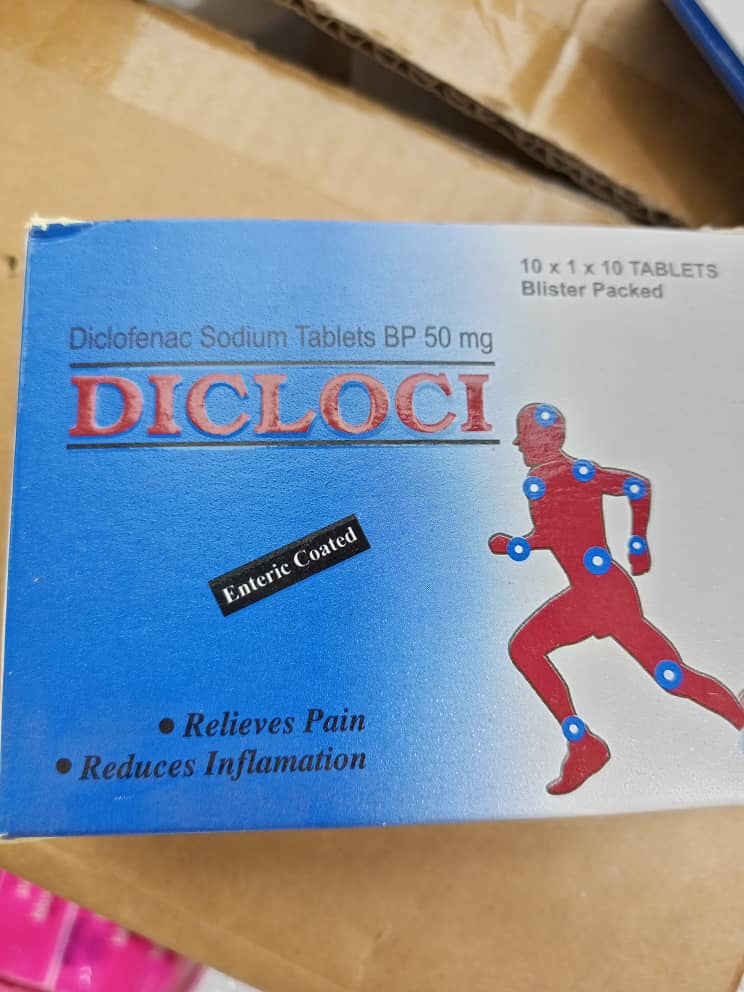 10 x 1 x 10 TABLETS
Blister Packed
Diclofenac Sodium Tablets BP 50 mg
DICLOCI
Enteric Coated
• Relieves Pain
• Reduces Inflamation